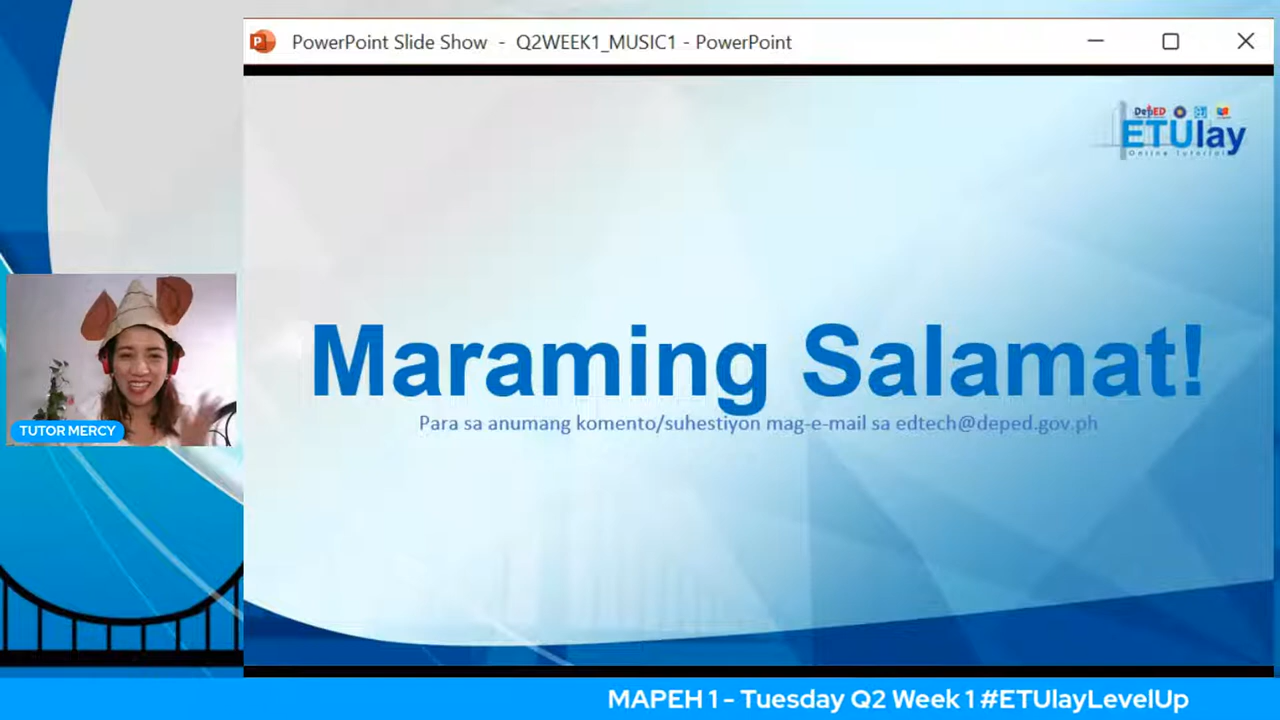 PowerPoint Slide Show - Q2WEEK1_MUSIC1 - PowerPoint
DepED
ETUlay
Online Tutorial
Maraming Salamat!
Para sa anumang komento/suhestiyon mag-e-mail sa edtech@deped.gov.ph
TUTOR MERCY
MAPEH 1 - Tuesday Q2 Week 1 #ETUlayLevelUp